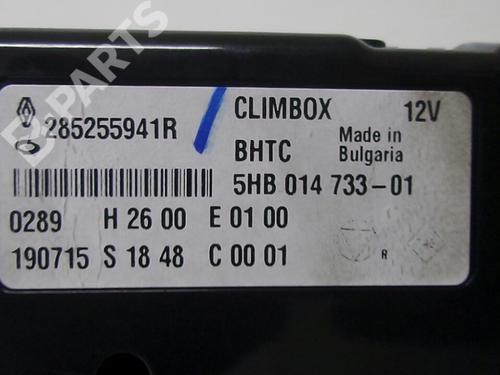 B-PARTS
285255941R
CLIMBOX 12V
BHTC Made in Bulgaria
5HB 014 733-01
0289 H 26 00 E 01 00
190715 S 18 48 C 00 01
R